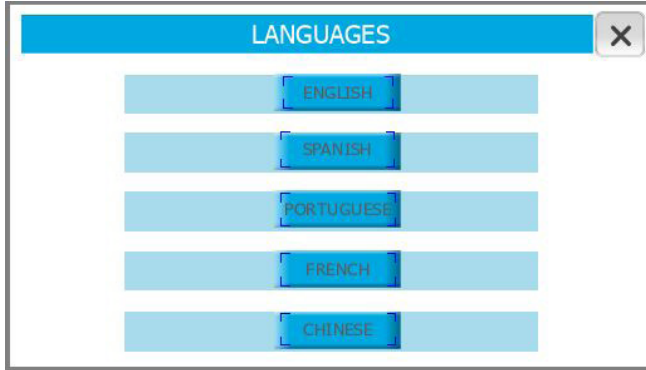 LANGUAGES
ENGLISH
SPANISH
PORTUGUESE
FRENCH
CHINESE